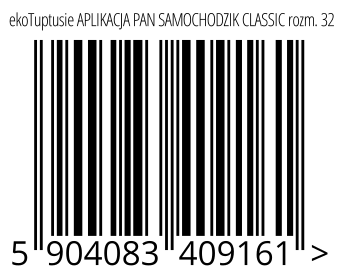 ekoTuptusie APLIKACJA PAN SAMOCHODZIK CLASSIC rozm. 32
5 904083 409161 >